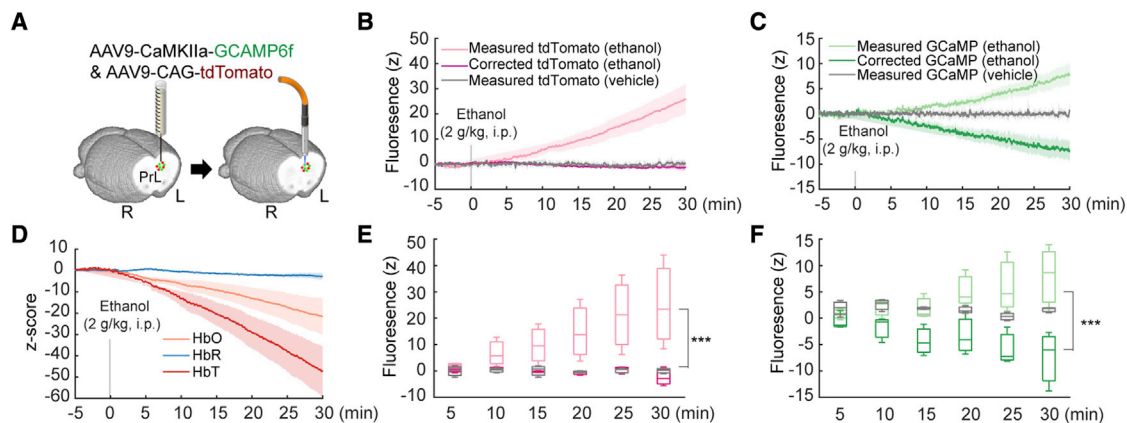 A
AAV9-CaMKIIa-GCAMP6f
& AAV9-CAG-tdTomato
PrL
R
L
R
L
B
Fluoresence (z)
50
40
30
20
10
0
-10
Measured tdTomato (ethanol)
Corrected tdTomato (ethanol)
Measured tdTomato (vehicle)
Ethanol
(2 g/kg, i.p.)
-5 0 5 10 15 20 25 30 (min)
C
Fluoresence (z)
15
10
5
0
-5
-10
-15
Measured GCaMP (ethanol)
Corrected GCaMP (ethanol)
Measured GCaMP (vehicle)
Ethanol
(2 g/kg, i.p.)
-5 0 5 10 15 20 25 30 (min)
D
z-score
10
0
-10
-20
-30
-40
-50
-60
Ethanol
(2 g/kg, i.p.)
HbO
HbR
HbT
-5 0 5 10 15 20 25 30 (min)
E
Fluoresence (z)
50
40
30
20
10
0
-10
***
5 10 15 20 25 30 (min)
F
Fluoresence (z)
15
10
5
0
-5
-10
-15
***
5 10 15 20 25 30 (min)